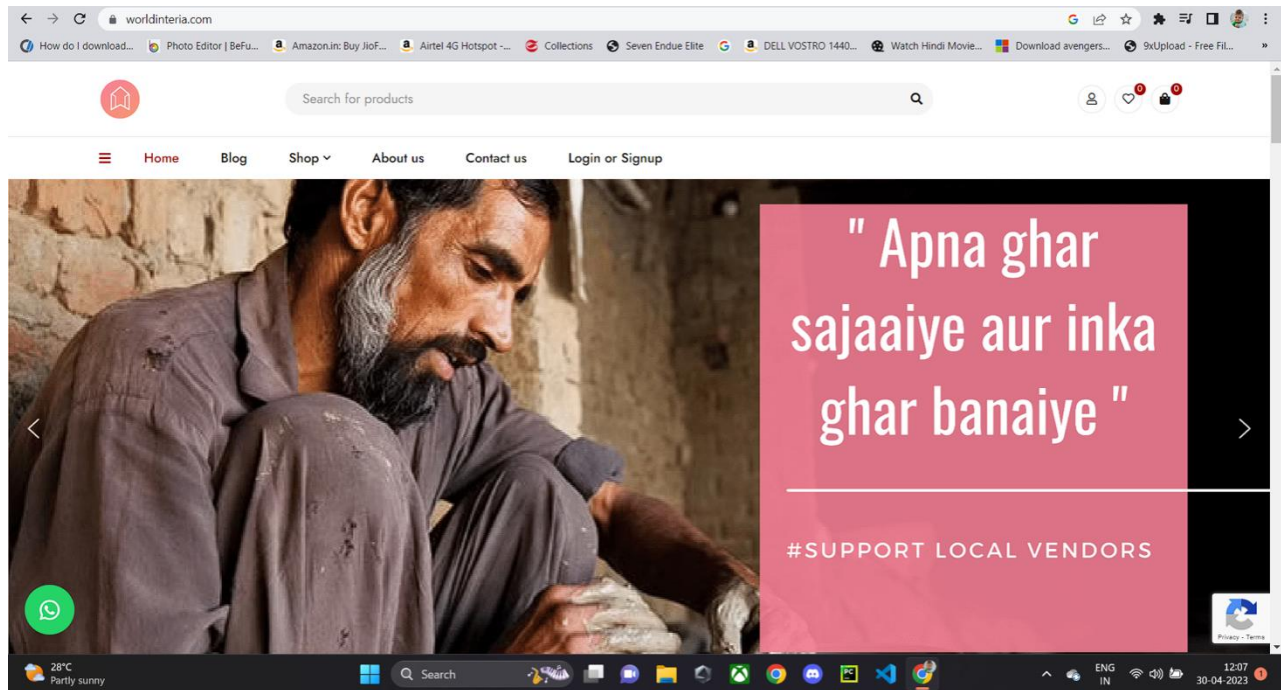 worldinteria.com
How do I download...
Photo Editor | BeFu...
Amazon.in: Buy JioF...
Airtel 4G Hotspot -...
Collections
Seven Endue Elite
DELL VOSTRO 1440...
Watch Hindi Movie...
Download avengers...
9xUpload - Free Fil...
»
Search for products
0
0
Home Blog Shop About us Contact us Login or Signup
" Apna ghar
sajaaiye aur inka
ghar banaiye "
#SUPPORT LOCAL VENDORS
Privacy - Terms
28°C
Partly sunny
Search
PC
ENG
IN
12:07
30-04-2023
1